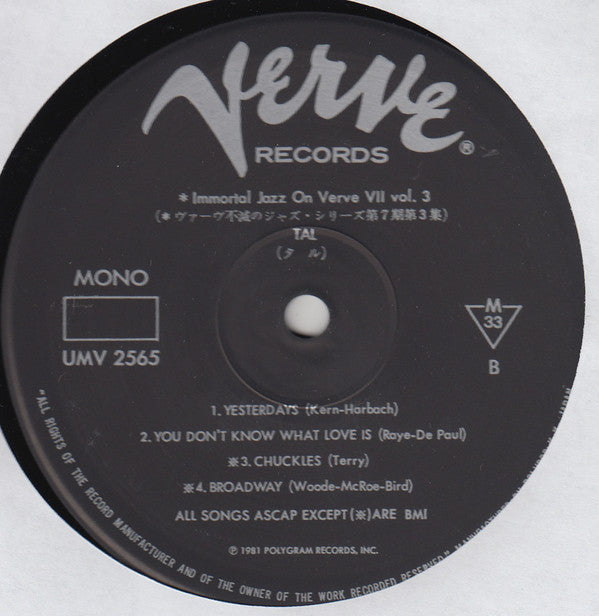 Verve®
RECORDS
* Immortal Jazz On Verve VII vol. 3
(* ヴァーヴ不滅のジャズ・シリーズ第7期第3集)
TAL
(タ ル)
MONO
UMV 2565
M
33
B
1. YESTERDAYS (Kern-Harbach)
2. YOU DON'T KNOW WHAT LOVE IS (Raye-De Paul)
※3. CHUCKLES (Terry)
※4. BROADWAY (Woode-McRoe-Bird)
ALL SONGS ASCAP EXCEPT(※)ARE BMI
℗ 1981 POLYGRAM RECORDS, INC.
"ALL RIGHTS OF THE RECORD MANUFACTURER AND OF THE OWNER OF THE WORK RECORDED RESERVED"